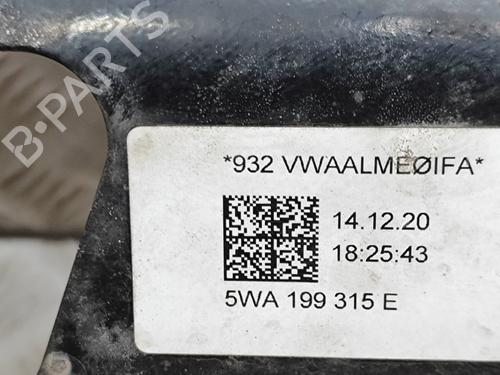 B-PARTS
*932 VWAALMEØIFA*
14.12.20
18:25:43
5WA 199 315 E